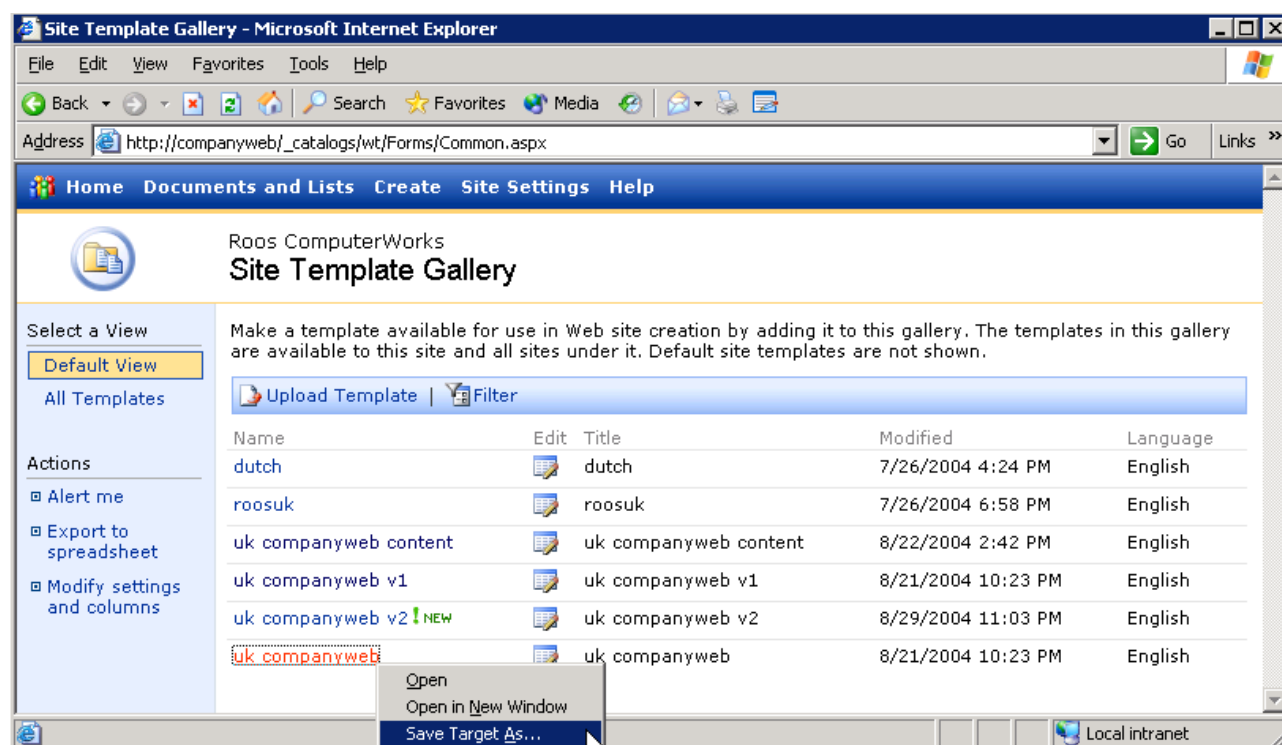 Site Template Gallery - Microsoft Internet Explorer
File Edit View Favorites Tools Help
Back Search Favorites Media
Address http://companyweb/_catalogs/wt/Forms/Common.aspx Go Links »
Home Documents and Lists Create Site Settings Help
Roos ComputerWorks
Site Template Gallery
Select a View
Default View
All Templates
Actions
Alert me
Export to
spreadsheet
Modify settings
and columns
Make a template available for use in Web site creation by adding it to this gallery. The templates in this gallery
are available to this site and all sites under it. Default site templates are not shown.
Upload Template | Filter
Name Edit Title Modified Language
dutch dutch 7/26/2004 4:24 PM English
roosuk roosuk 7/26/2004 6:58 PM English
uk companyweb content uk companyweb content 8/22/2004 2:42 PM English
uk companyweb v1 uk companyweb v1 8/21/2004 10:23 PM English
uk companyweb v2 ! NEW uk companyweb v2 8/29/2004 11:03 PM English
uk companyweb uk companyweb 8/21/2004 10:23 PM English
Open
Open in New Window
Save Target As...
Local intranet